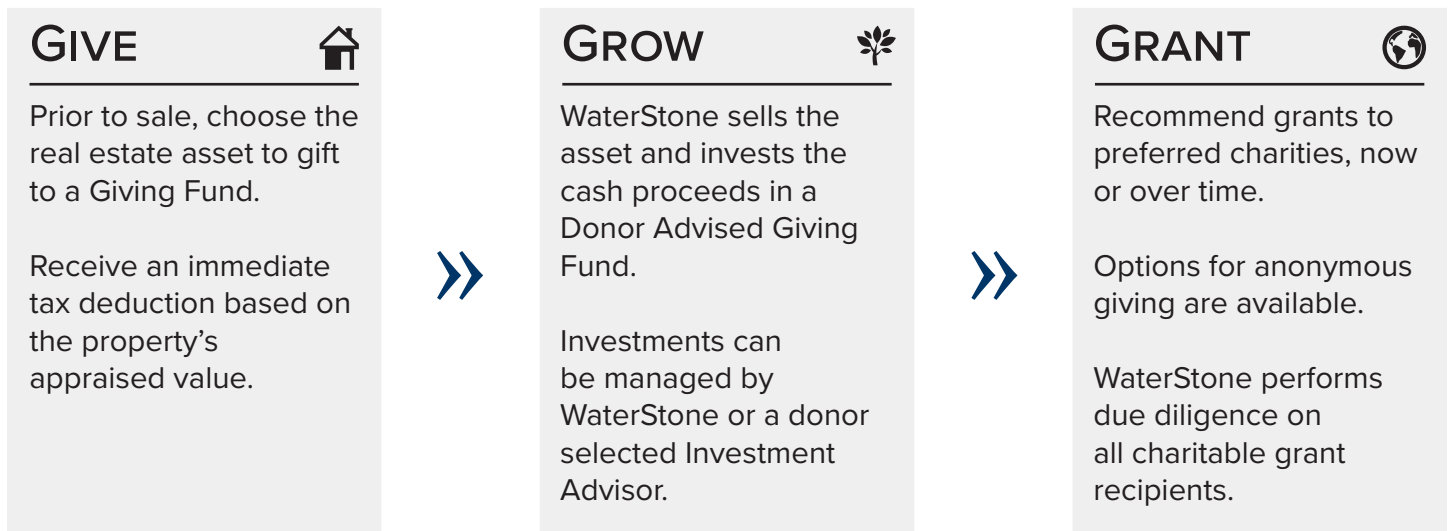 GIVE
Prior to sale, choose the
real estate asset to gift
to a Giving Fund.
Receive an immediate
tax deduction based on
the property’s
appraised value.
GROW
WaterStone sells the
asset and invests the
cash proceeds in a
Donor Advised Giving
Fund.
Investments can
be managed by
WaterStone or a donor
selected Investment
Advisor.
GRANT
Recommend grants to
preferred charities, now
or over time.
Options for anonymous
giving are available.
WaterStone performs
due diligence on
all charitable grant
recipients.